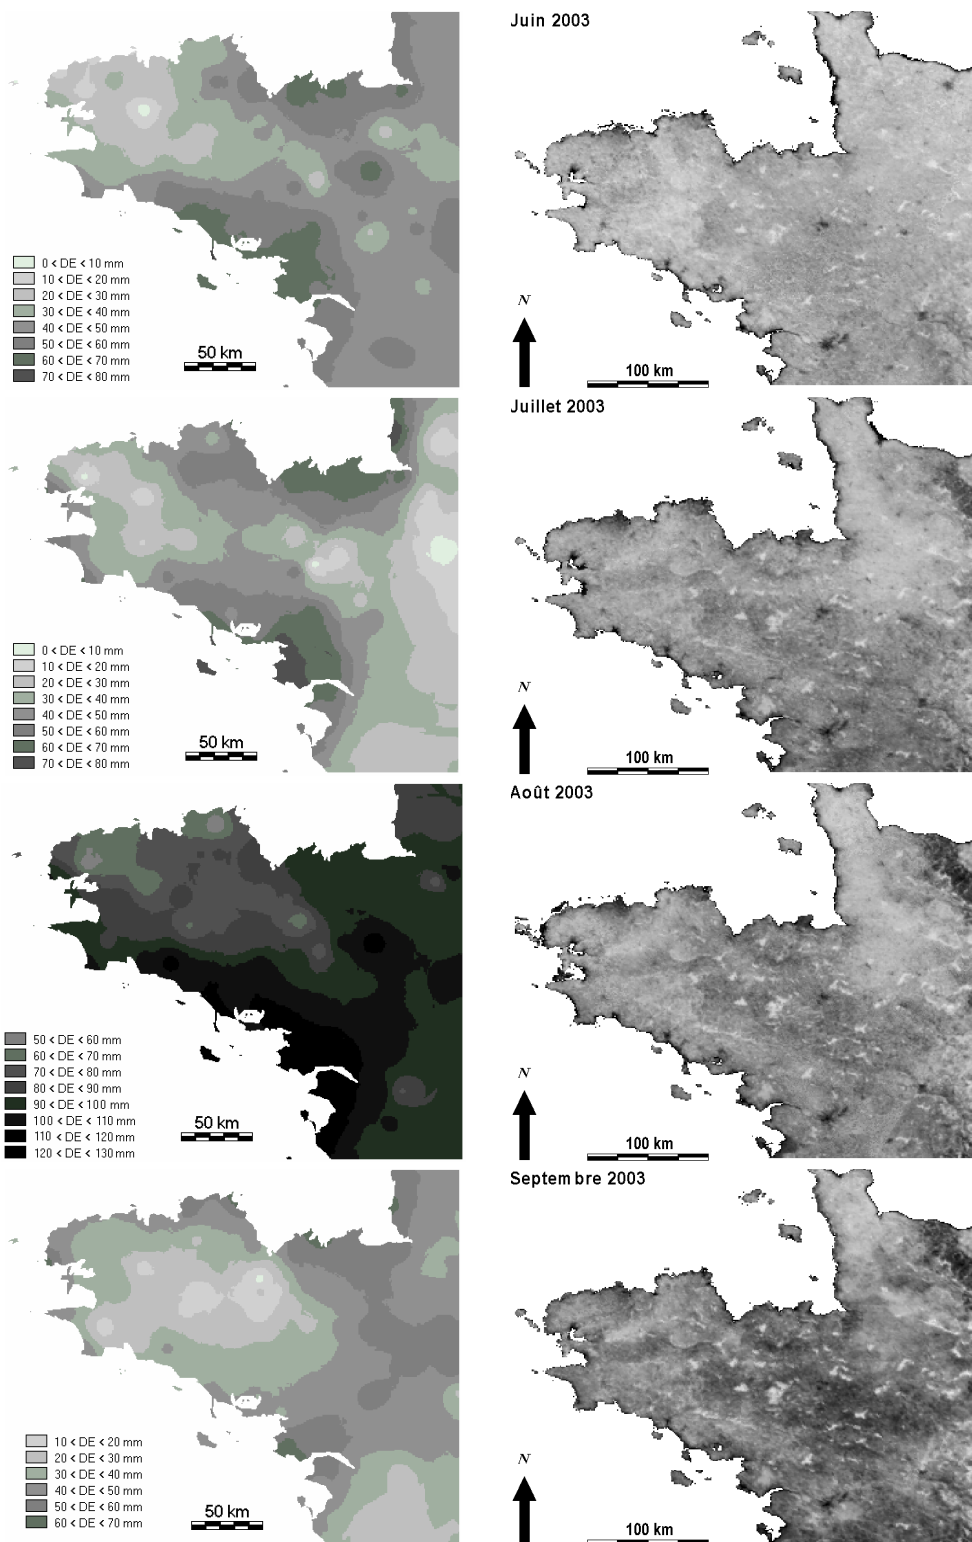 Juin 2003
0 < DE < 10 mm
10 < DE < 20 mm
20 < DE < 30 mm
30 < DE < 40 mm
40 < DE < 50 mm
50 < DE < 60 mm
60 < DE < 70 mm
70 < DE < 80 mm
50 km
N
100 km
Juillet 2003
0 < DE < 10 mm
10 < DE < 20 mm
20 < DE < 30 mm
30 < DE < 40 mm
40 < DE < 50 mm
50 < DE < 60 mm
60 < DE < 70 mm
70 < DE < 80 mm
50 km
N
100 km
Août 2003
50 < DE < 60 mm
60 < DE < 70 mm
70 < DE < 80 mm
80 < DE < 90 mm
90 < DE < 100 mm
100 < DE < 110 mm
110 < DE < 120 mm
120 < DE < 130 mm
50 km
N
100 km
Septembre 2003
10 < DE < 20 mm
20 < DE < 30 mm
30 < DE < 40 mm
40 < DE < 50 mm
50 < DE < 60 mm
60 < DE < 70 mm
50 km
N
100 km